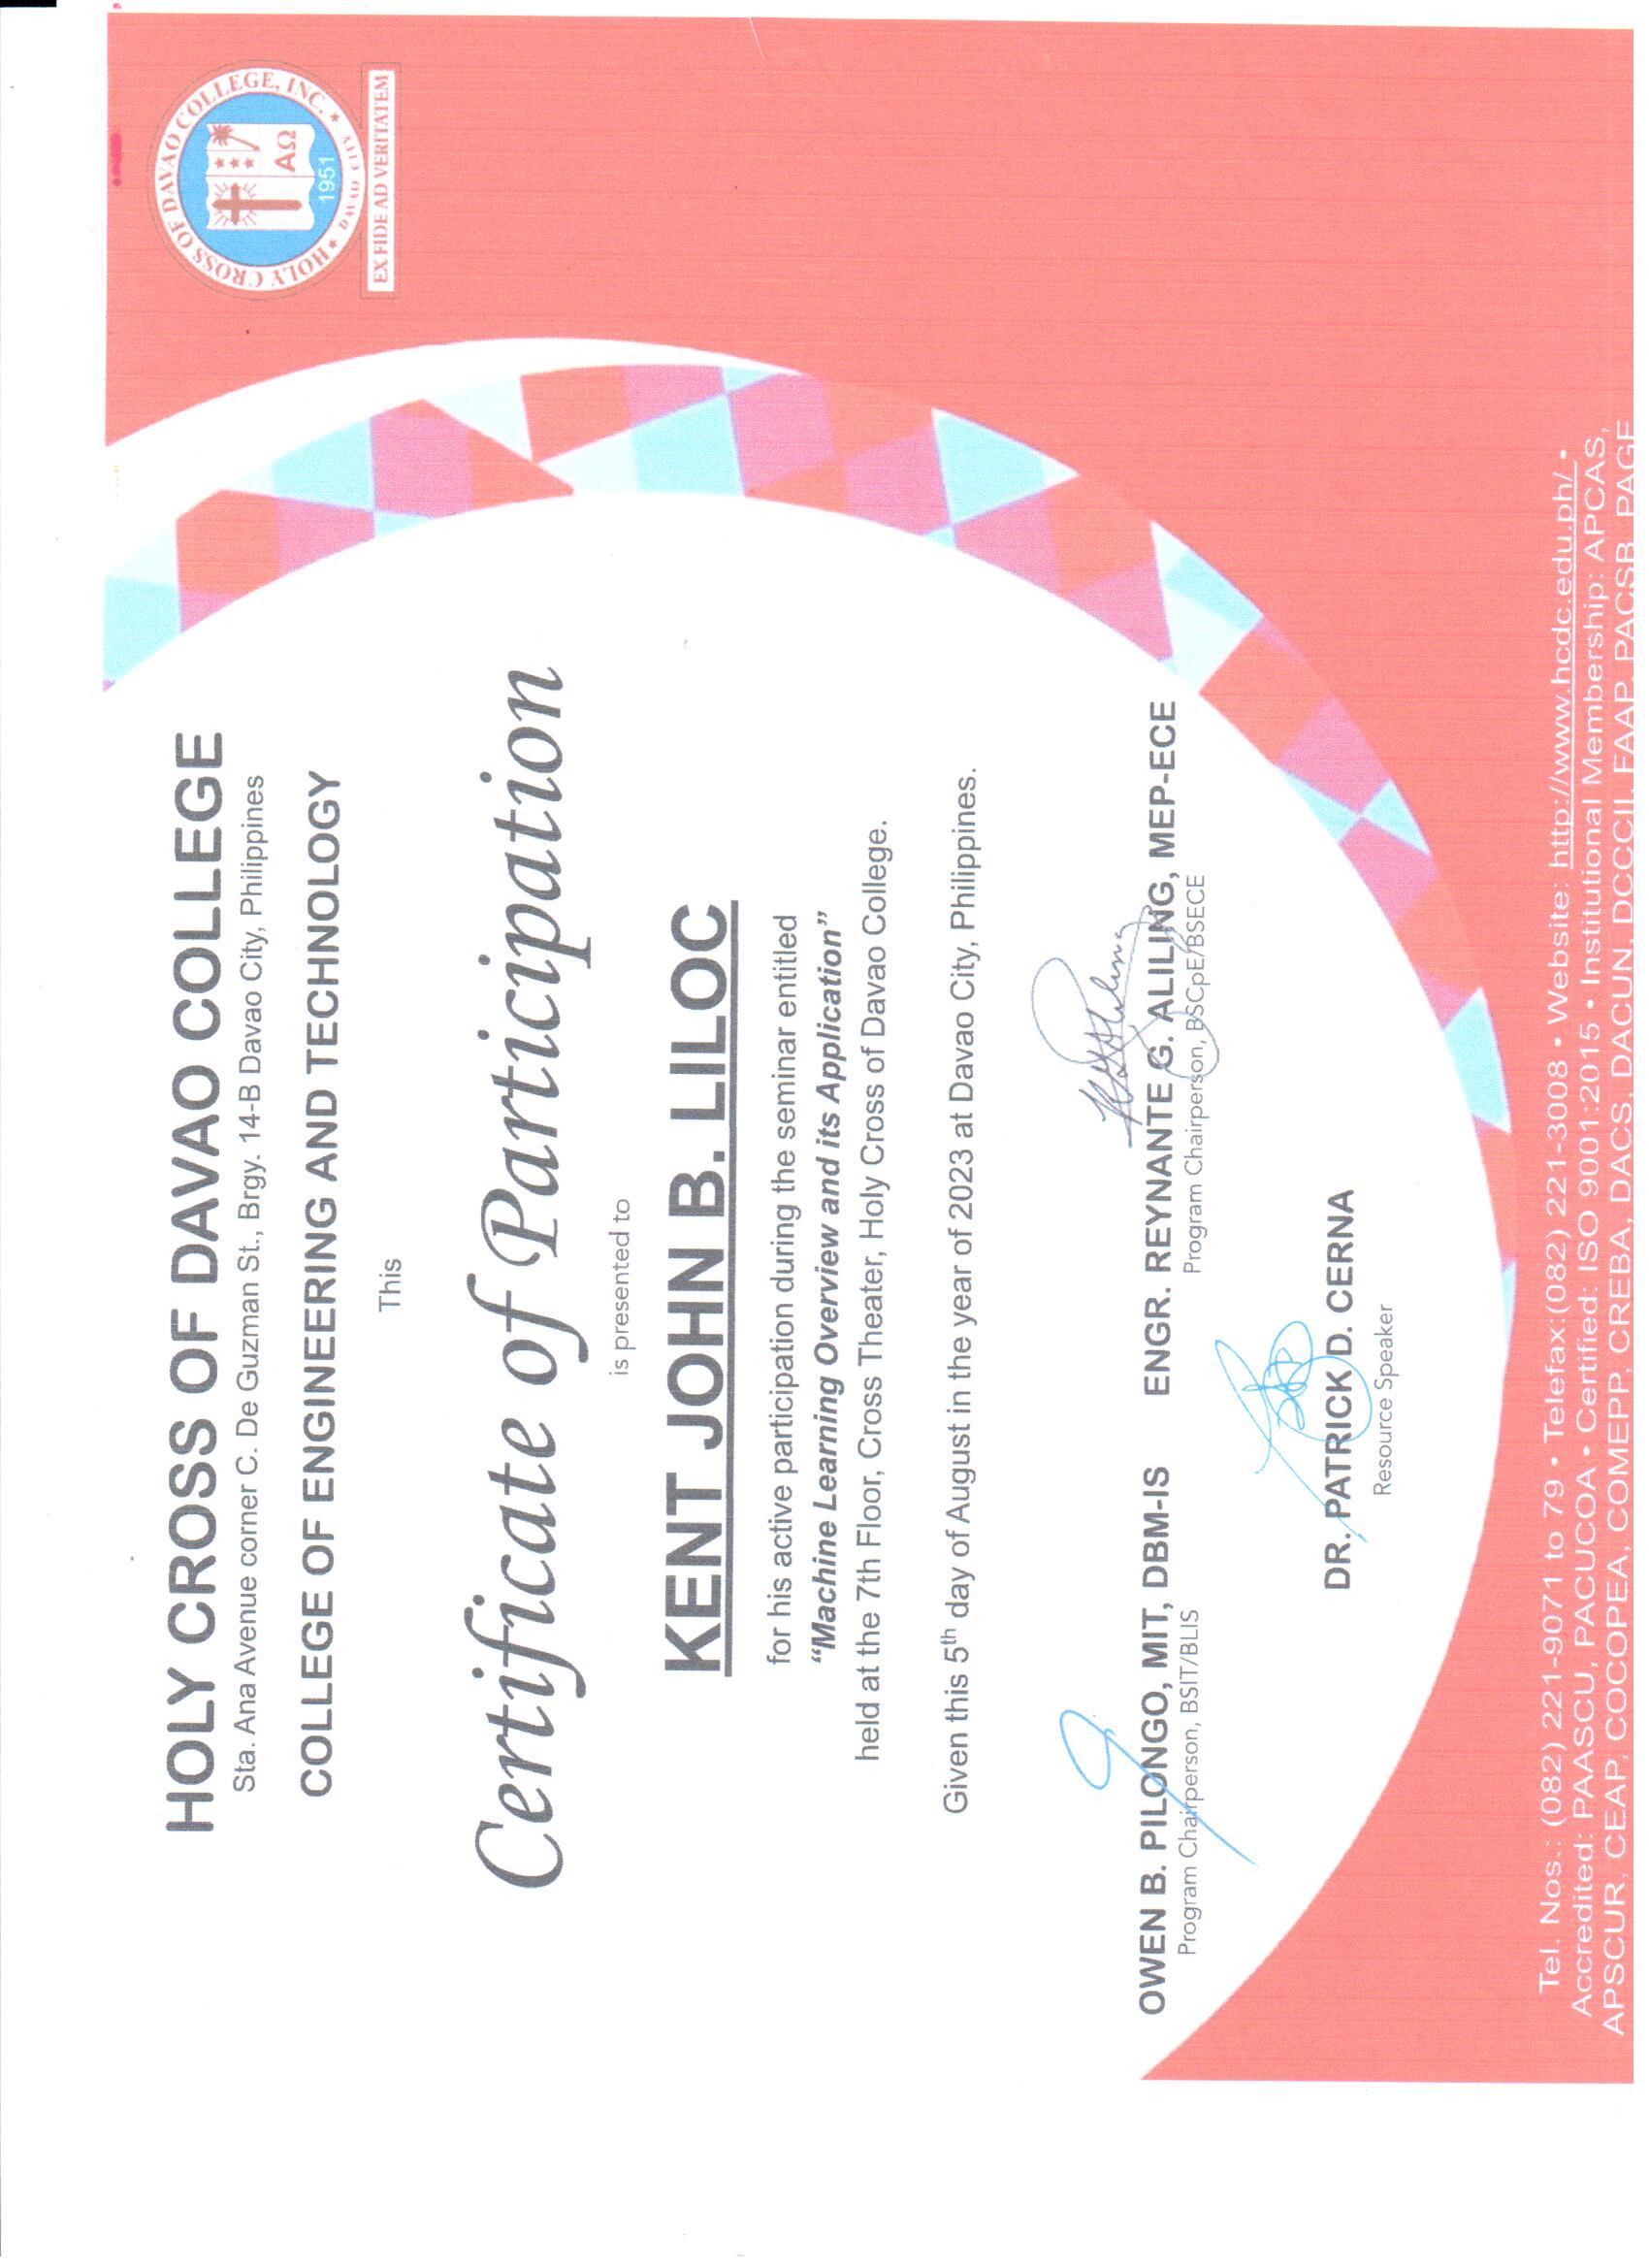 HOLY CROSS OF DAVAO COLLEGE
Sta. Ana Avenue corner C. De Guzman St., Brgy. 14-B Davao City, Philippines
COLLEGE OF ENGINEERING AND TECHNOLOGY
This
Certificate of Participation
is presented to
KENT JOHN B. LILOC
for his active participation during the seminar entitled
“Machine Learning Overview and its Application”
held at the 7th Floor, Cross Theater, Holy Cross of Davao College.
Given this 5th day of August in the year of 2023 at Davao City, Philippines.
OWEN B. PILONGO, MIT, DBM-IS
Program Chairperson, BSIT/BLIS
ENGR. REYNANTE G. ALILING, MEP-ECE
Program Chairperson, BSCpE/BSECE
DR. PATRICK D. CERNA
Resource Speaker
HOLY CROSS OF DAVAO COLLEGE, INC.
ΑΩ
1951
DAVAO CITY
EX FIDE AD VERITATEM
Tel. Nos.: (082) 221-9071 to 79 • Telefax:(082) 221-3008 • Website: http://www.hcdc.edu.ph/ •
Accredited: PAASCU, PACUCOA • Certified: ISO 9001:2015 • Institutional Membership: APCAS,
APSCUR, CEAP, COCOPEA, COMEPP, CREBA, DACS, DACUN, DCCCII, FAAP, PACSB, PAGE